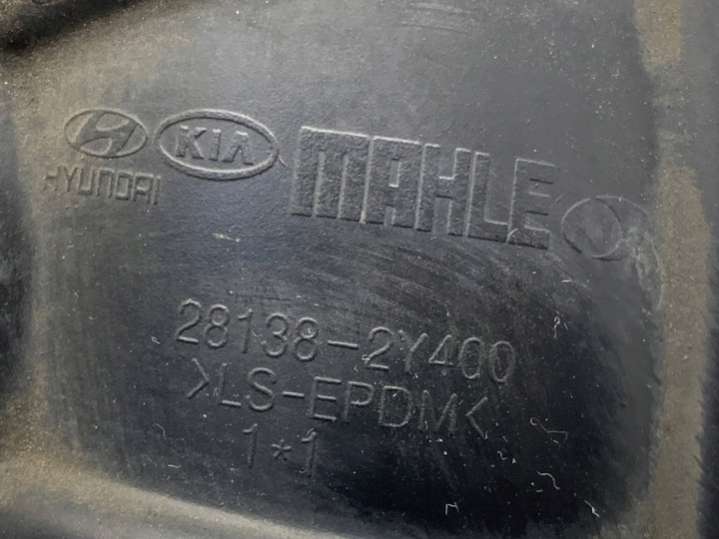 HYUNDAI KIA MAHLE
28138-2Y400
>LS-EPDM<
1*1